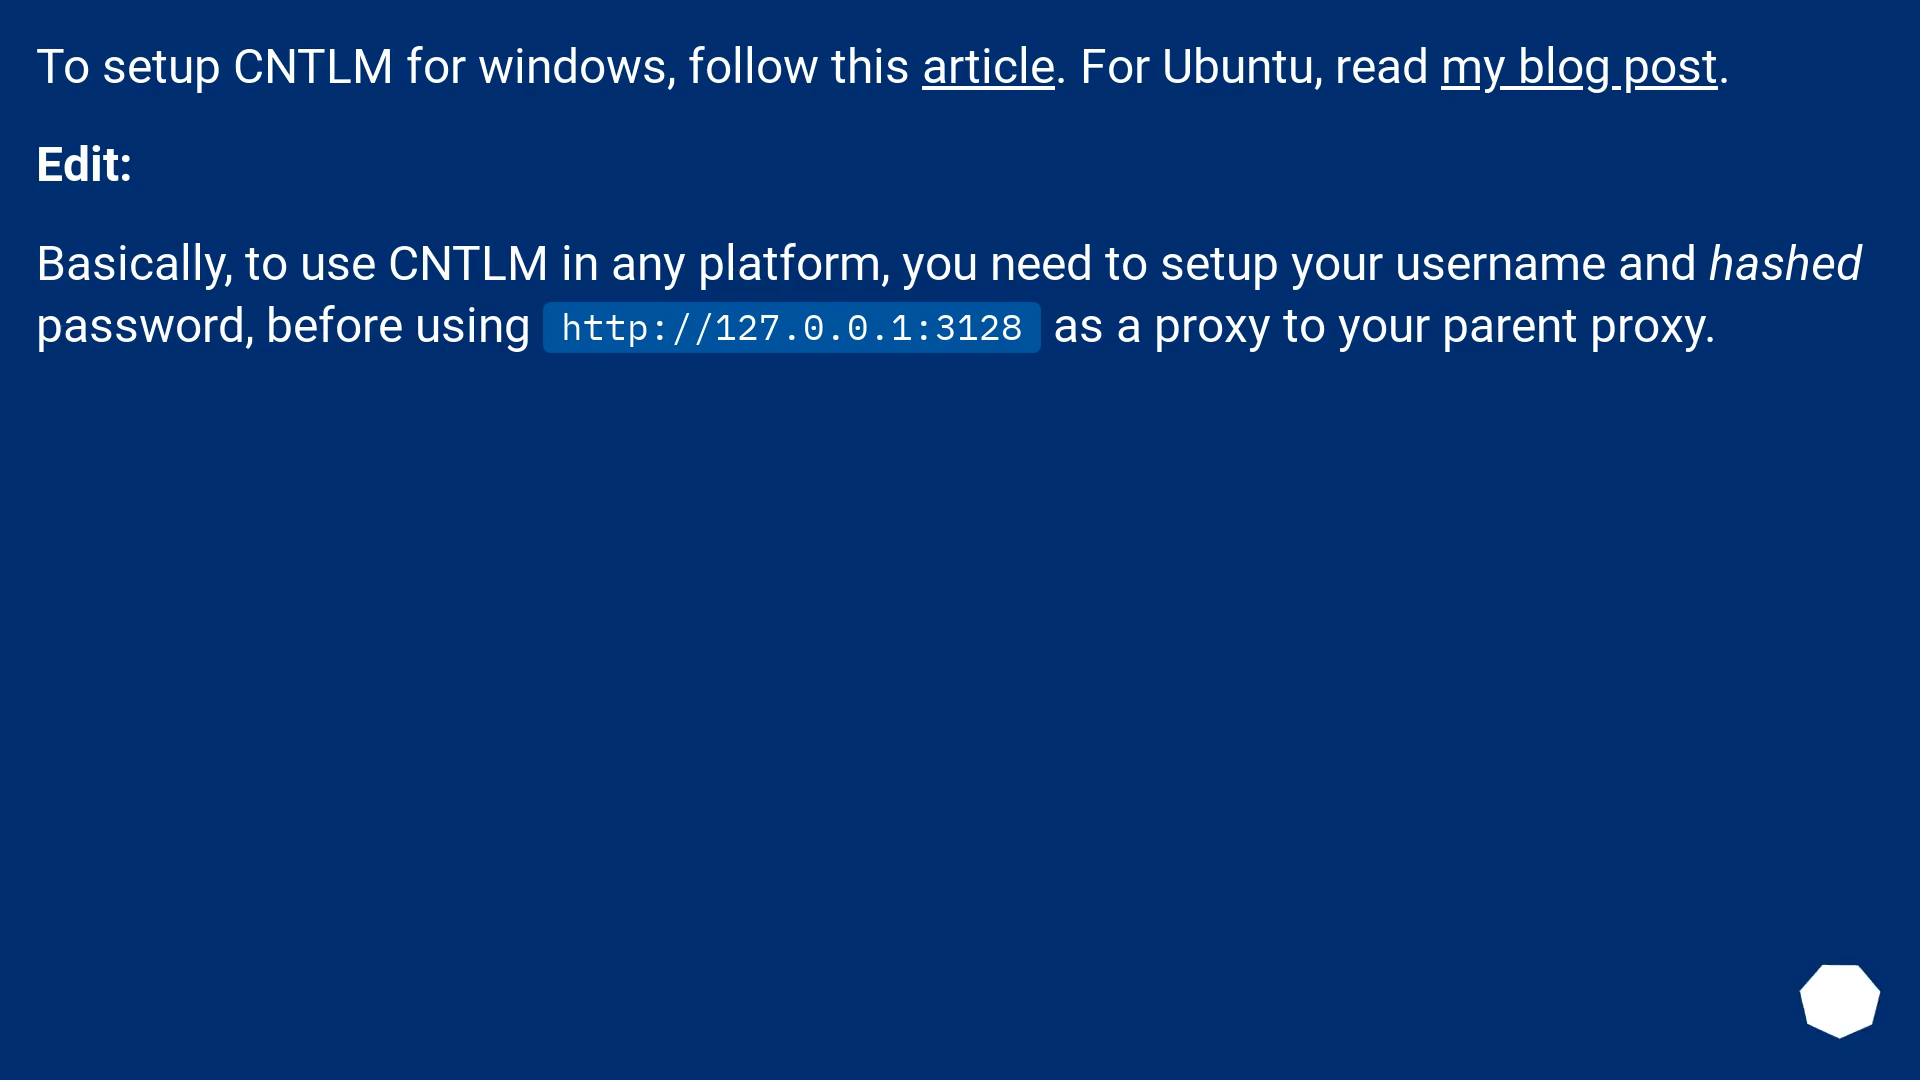 To setup CNTLM for windows, follow this article. For Ubuntu, read my blog post.
Edit:
Basically, to use CNTLM in any platform, you need to setup your username and hashed
password, before using http://127.0.0.1:3128 as a proxy to your parent proxy.